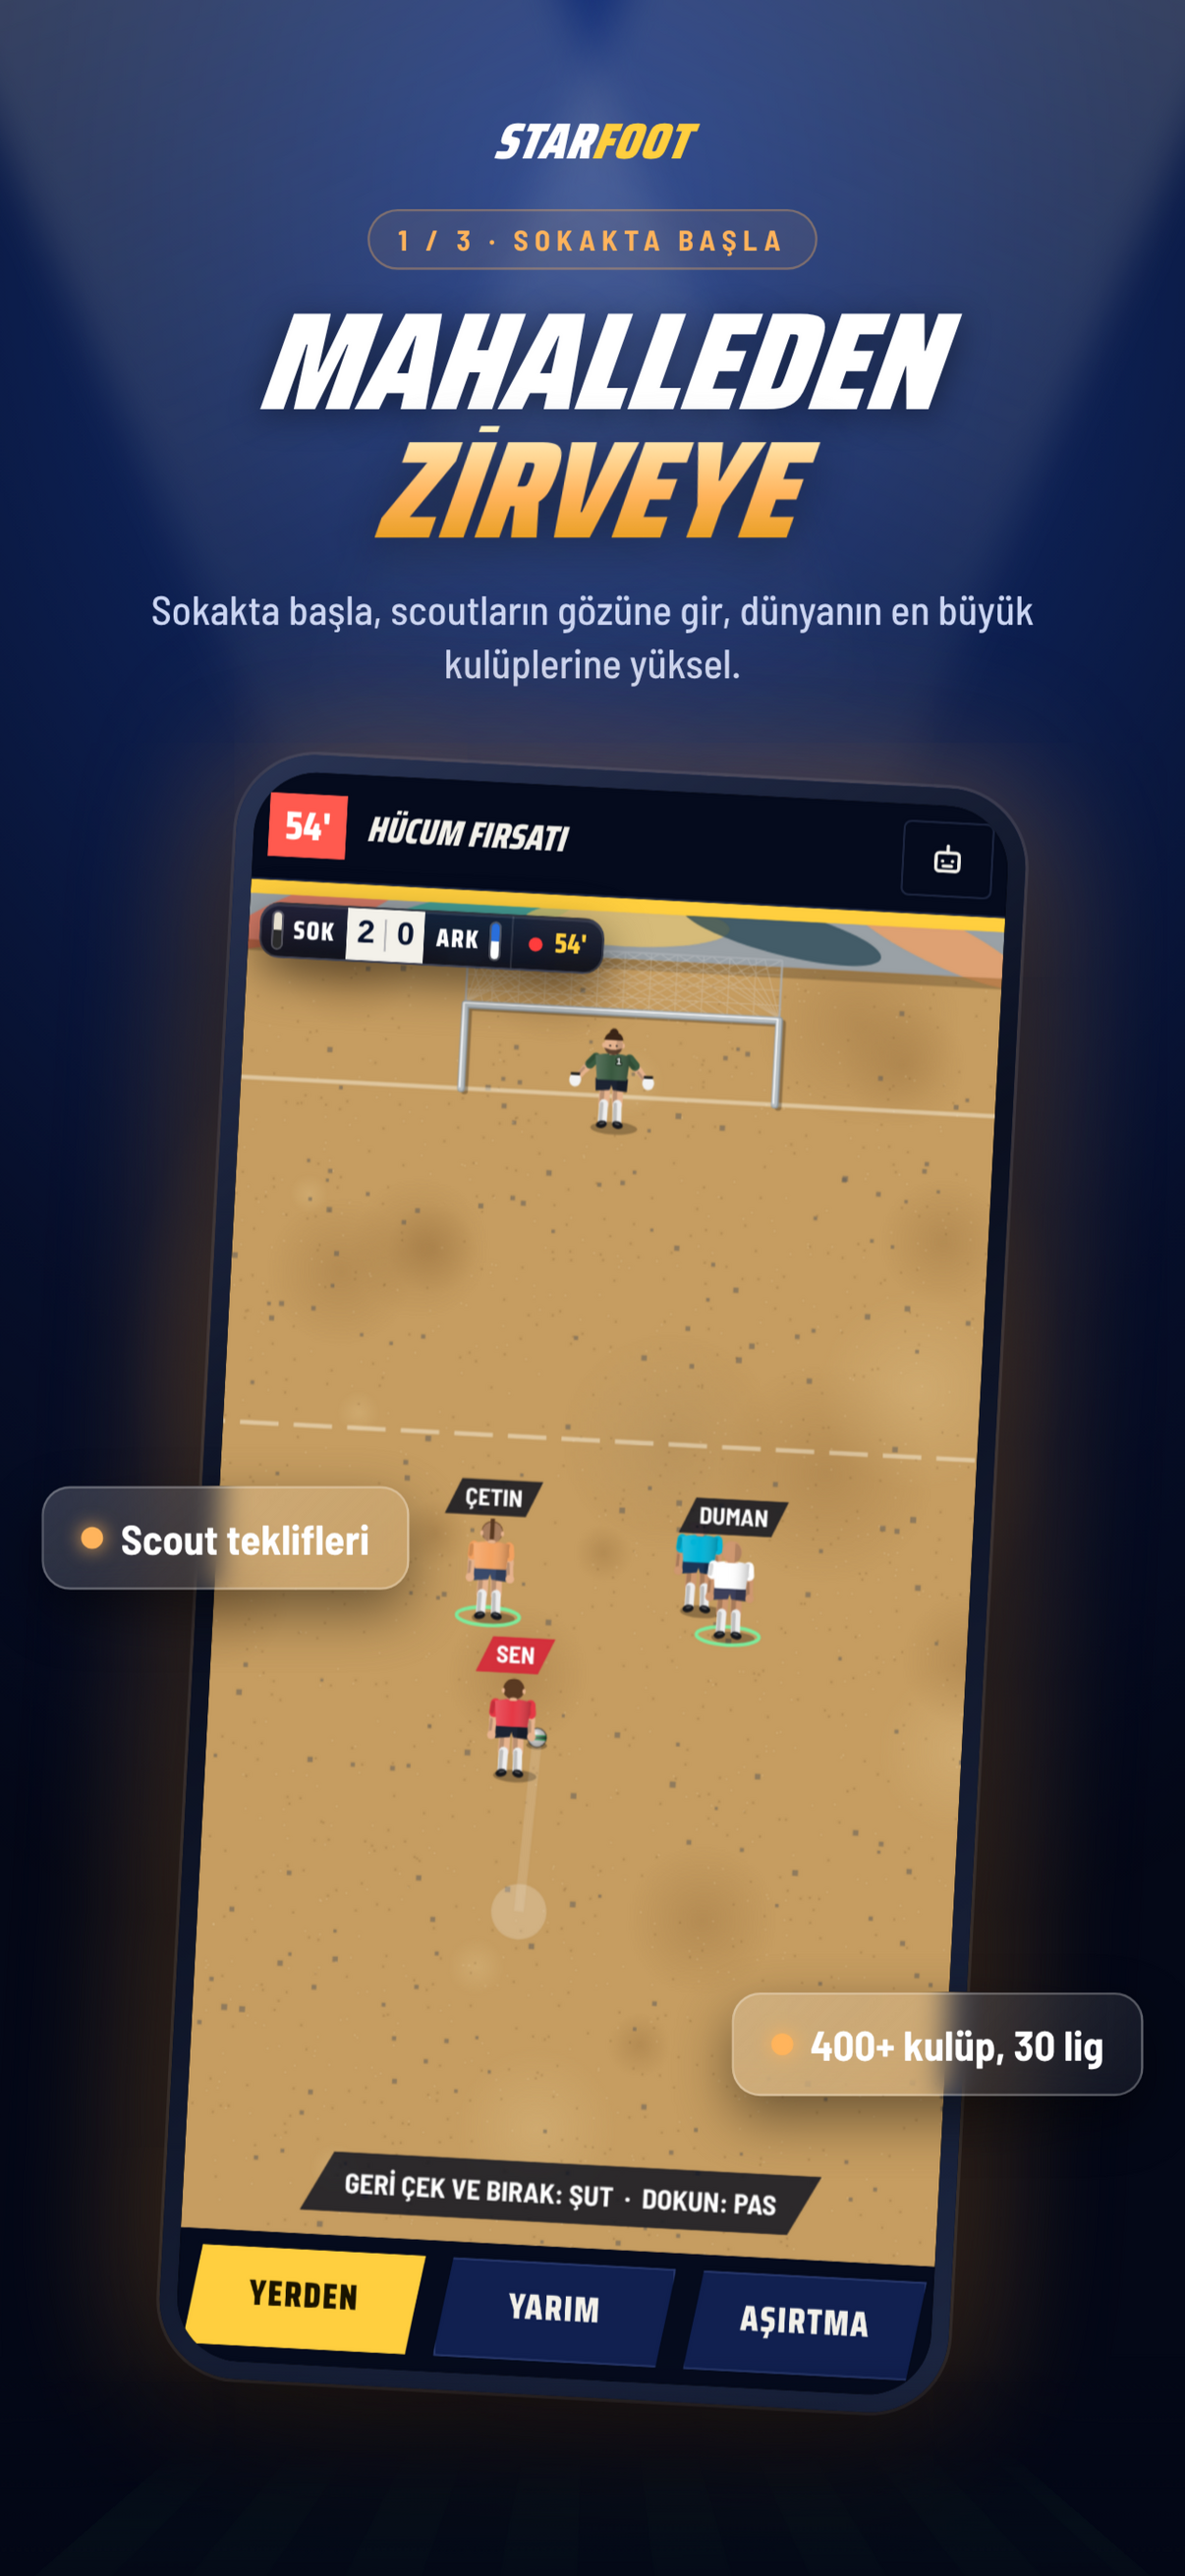 STARFOOT
1 / 3 · SOKAKTA BAŞLA
MAHALLEDEN
ZİRVEYE
Sokakta başla, scoutların gözüne gir, dünyanın en büyük
kulüplerine yüksel.
54' HÜCUM FIRSATI
SOK 2 0 ARK 54'
1
ÇETIN
DUMAN
Scout teklifleri
SEN
400+ kulüp, 30 lig
GERİ ÇEK VE BIRAK: ŞUT · DOKUN: PAS
YERDEN YARIM AŞIRTMA